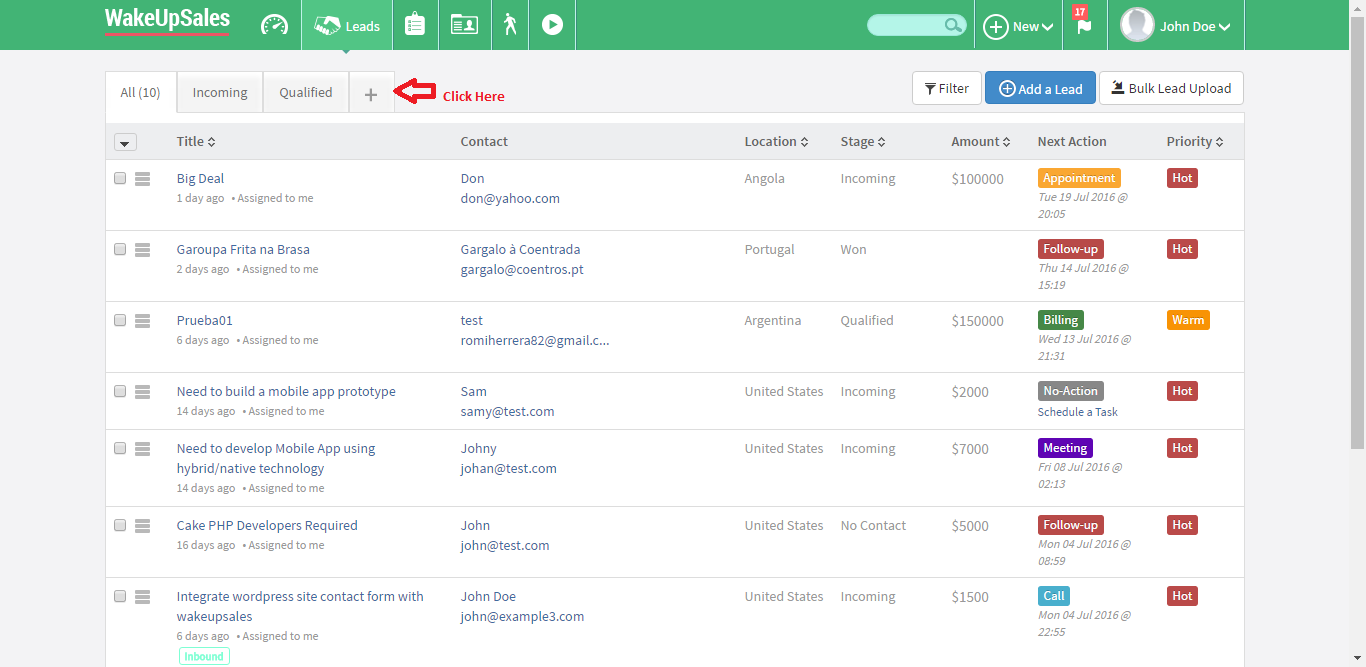 WakeUpSales
Leads
New
17
John Doe
All (10)
Incoming
Qualified
+
Click Here
Filter
Add a Lead
Bulk Lead Upload
Title
Contact
Location
Stage
Amount
Next Action
Priority
Big Deal
1 day ago • Assigned to me
Don
don@yahoo.com
Angola
Incoming
$100000
Appointment
Tue 19 Jul 2016 @
20:05
Hot
Garoupa Frita na Brasa
2 days ago • Assigned to me
Gargalo à Coentrada
gargalo@coentros.pt
Portugal
Won
Follow-up
Thu 14 Jul 2016 @
15:19
Hot
Prueba01
6 days ago • Assigned to me
test
romiherrera82@gmail.c...
Argentina
Qualified
$150000
Billing
Wed 13 Jul 2016 @
21:31
Warm
Need to build a mobile app prototype
14 days ago • Assigned to me
Sam
samy@test.com
United States
Incoming
$2000
No-Action
Schedule a Task
Hot
Need to develop Mobile App using
hybrid/native technology
14 days ago • Assigned to me
Johny
johan@test.com
United States
Incoming
$7000
Meeting
Fri 08 Jul 2016 @
02:13
Hot
Cake PHP Developers Required
16 days ago • Assigned to me
John
john@test.com
United States
No Contact
$5000
Follow-up
Mon 04 Jul 2016 @
08:59
Hot
Integrate wordpress site contact form with
wakeupsales
6 days ago • Assigned to me
Inbound
John Doe
john@example3.com
United States
Incoming
$1500
Call
Mon 04 Jul 2016 @
22:55
Hot